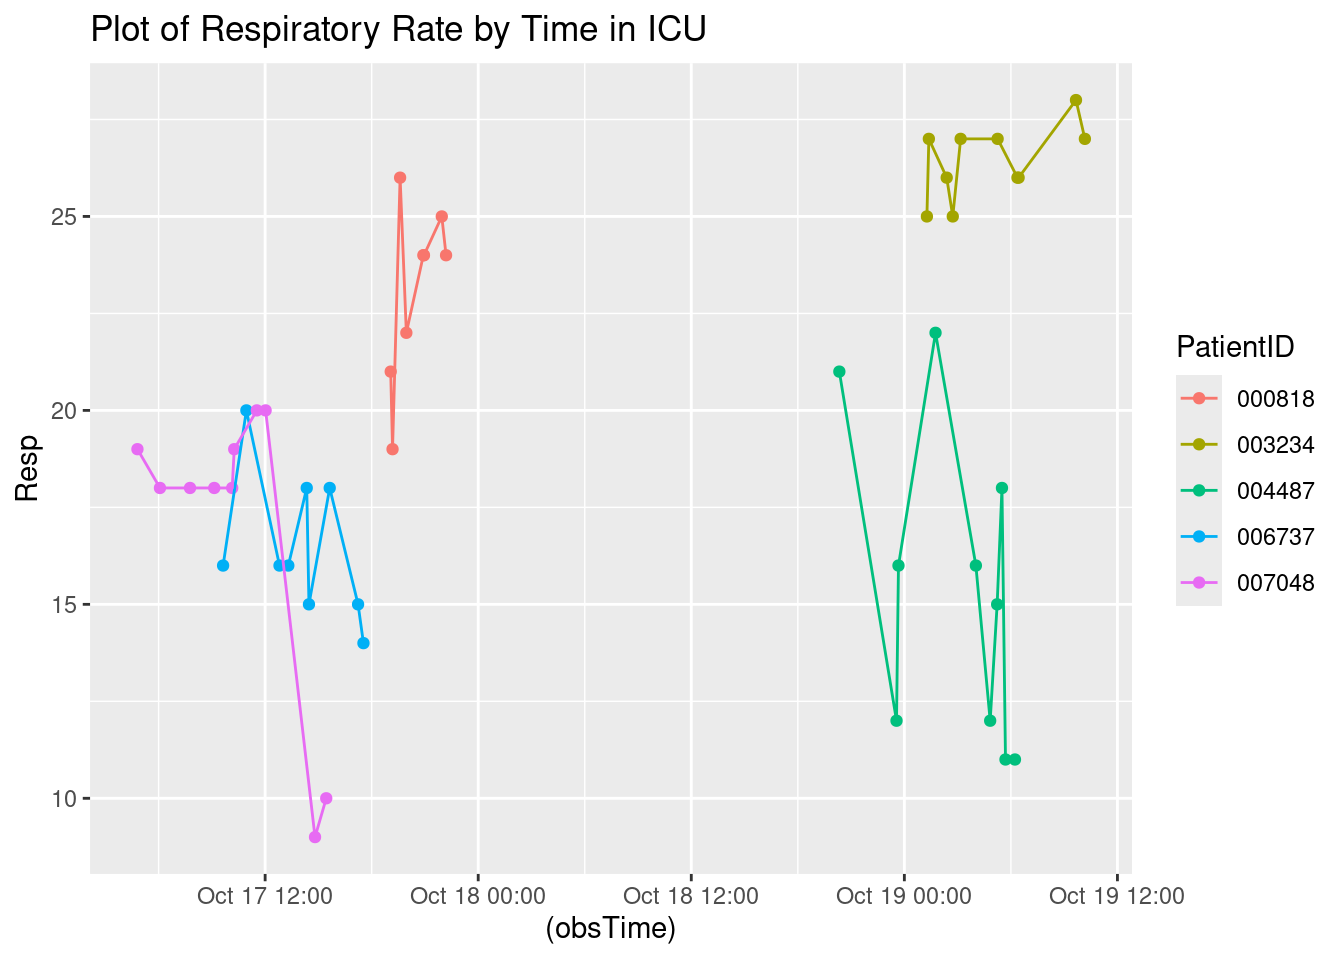 Plot of Respiratory Rate by Time in ICU
25
20
15
10
Resp
Oct 17 12:00
Oct 18 00:00
Oct 18 12:00
Oct 19 00:00
Oct 19 12:00
(obsTime)
PatientID
000818
003234
004487
006737
007048